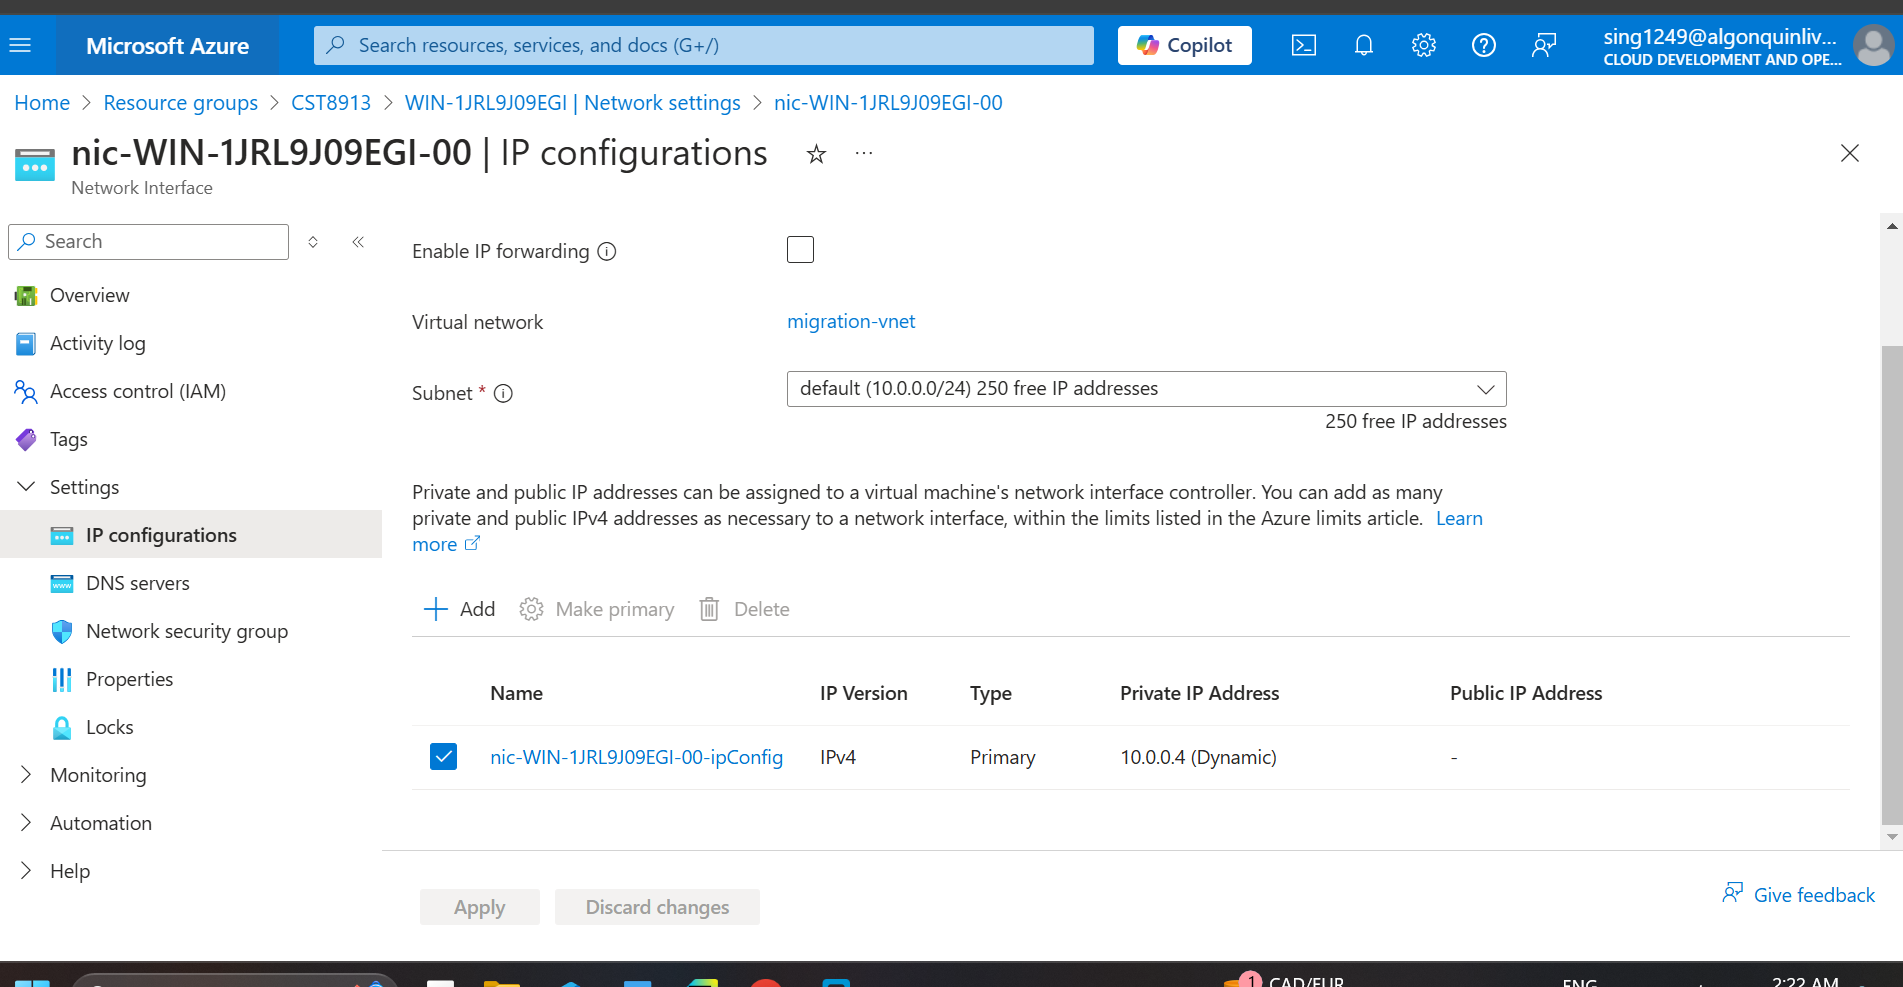 Microsoft Azure
Search resources, services, and docs (G+/)
Copilot
sing1249@algonquinliv...
CLOUD DEVELOPMENT AND OPE...
Home > Resource groups > CST8913 > WIN-1JRL9J09EGI | Network settings > nic-WIN-1JRL9J09EGI-00
nic-WIN-1JRL9J09EGI-00 | IP configurations
Network Interface
Search
Overview
Activity log
Access control (IAM)
Tags
Settings
IP configurations
DNS servers
Network security group
Properties
Locks
Monitoring
Automation
Help
Enable IP forwarding
Virtual network
migration-vnet
Subnet *
default (10.0.0.0/24) 250 free IP addresses
250 free IP addresses
Private and public IP addresses can be assigned to a virtual machine's network interface controller. You can add as many
private and public IPv4 addresses as necessary to a network interface, within the limits listed in the Azure limits article. Learn
more
Add Make primary Delete
Name IP Version Type Private IP Address Public IP Address
nic-WIN-1JRL9J09EGI-00-ipConfig IPv4 Primary 10.0.0.4 (Dynamic) -
Apply Discard changes
Give feedback
1 CAD/EUR
ENG
2:22 AM